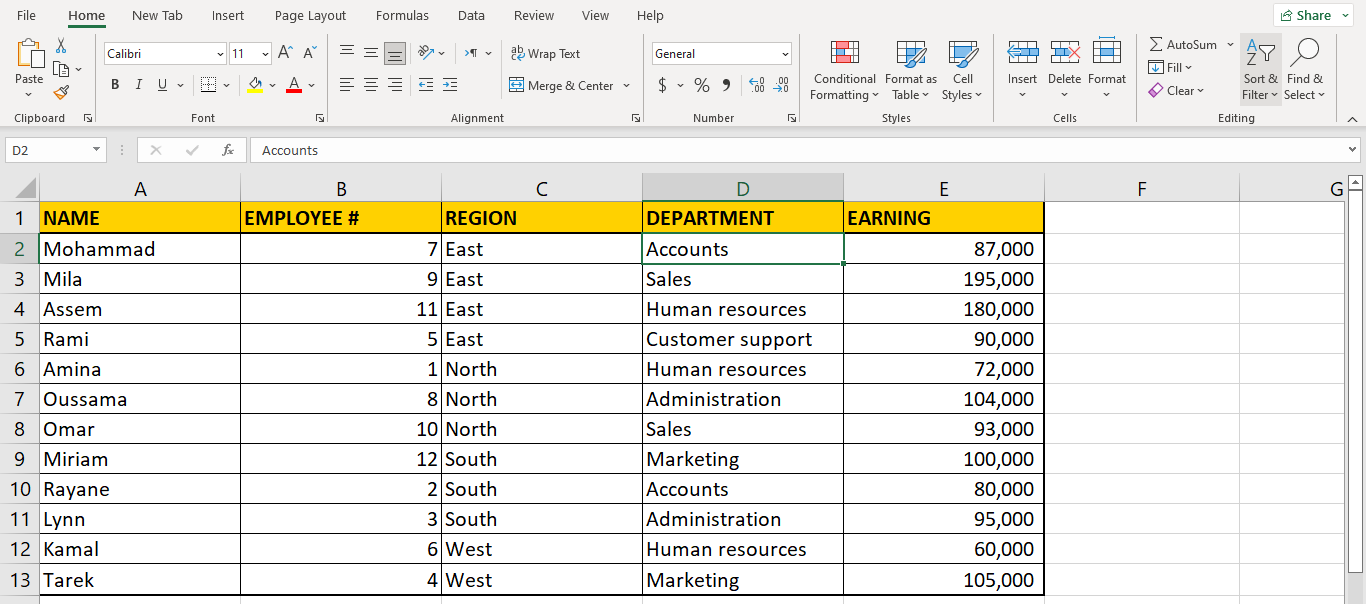 File Home New Tab Insert Page Layout Formulas Data Review View Help Share
Paste Calibri 11 A^ A˅ B I U A ab Wrap Text Merge & Center General $ % 9 .00 Conditional Formatting Format as Table Cell Styles Insert Delete Format AutoSum Fill Clear Sort & Filter Find & Select
Clipboard Font Alignment Number Styles Cells Editing
D2 fx Accounts
A B C D E F G
1 NAME EMPLOYEE # REGION DEPARTMENT EARNING
2 Mohammad 7 East Accounts 87,000
3 Mila 9 East Sales 195,000
4 Assem 11 East Human resources 180,000
5 Rami 5 East Customer support 90,000
6 Amina 1 North Human resources 72,000
7 Oussama 8 North Administration 104,000
8 Omar 10 North Sales 93,000
9 Miriam 12 South Marketing 100,000
10 Rayane 2 South Accounts 80,000
11 Lynn 3 South Administration 95,000
12 Kamal 6 West Human resources 60,000
13 Tarek 4 West Marketing 105,000